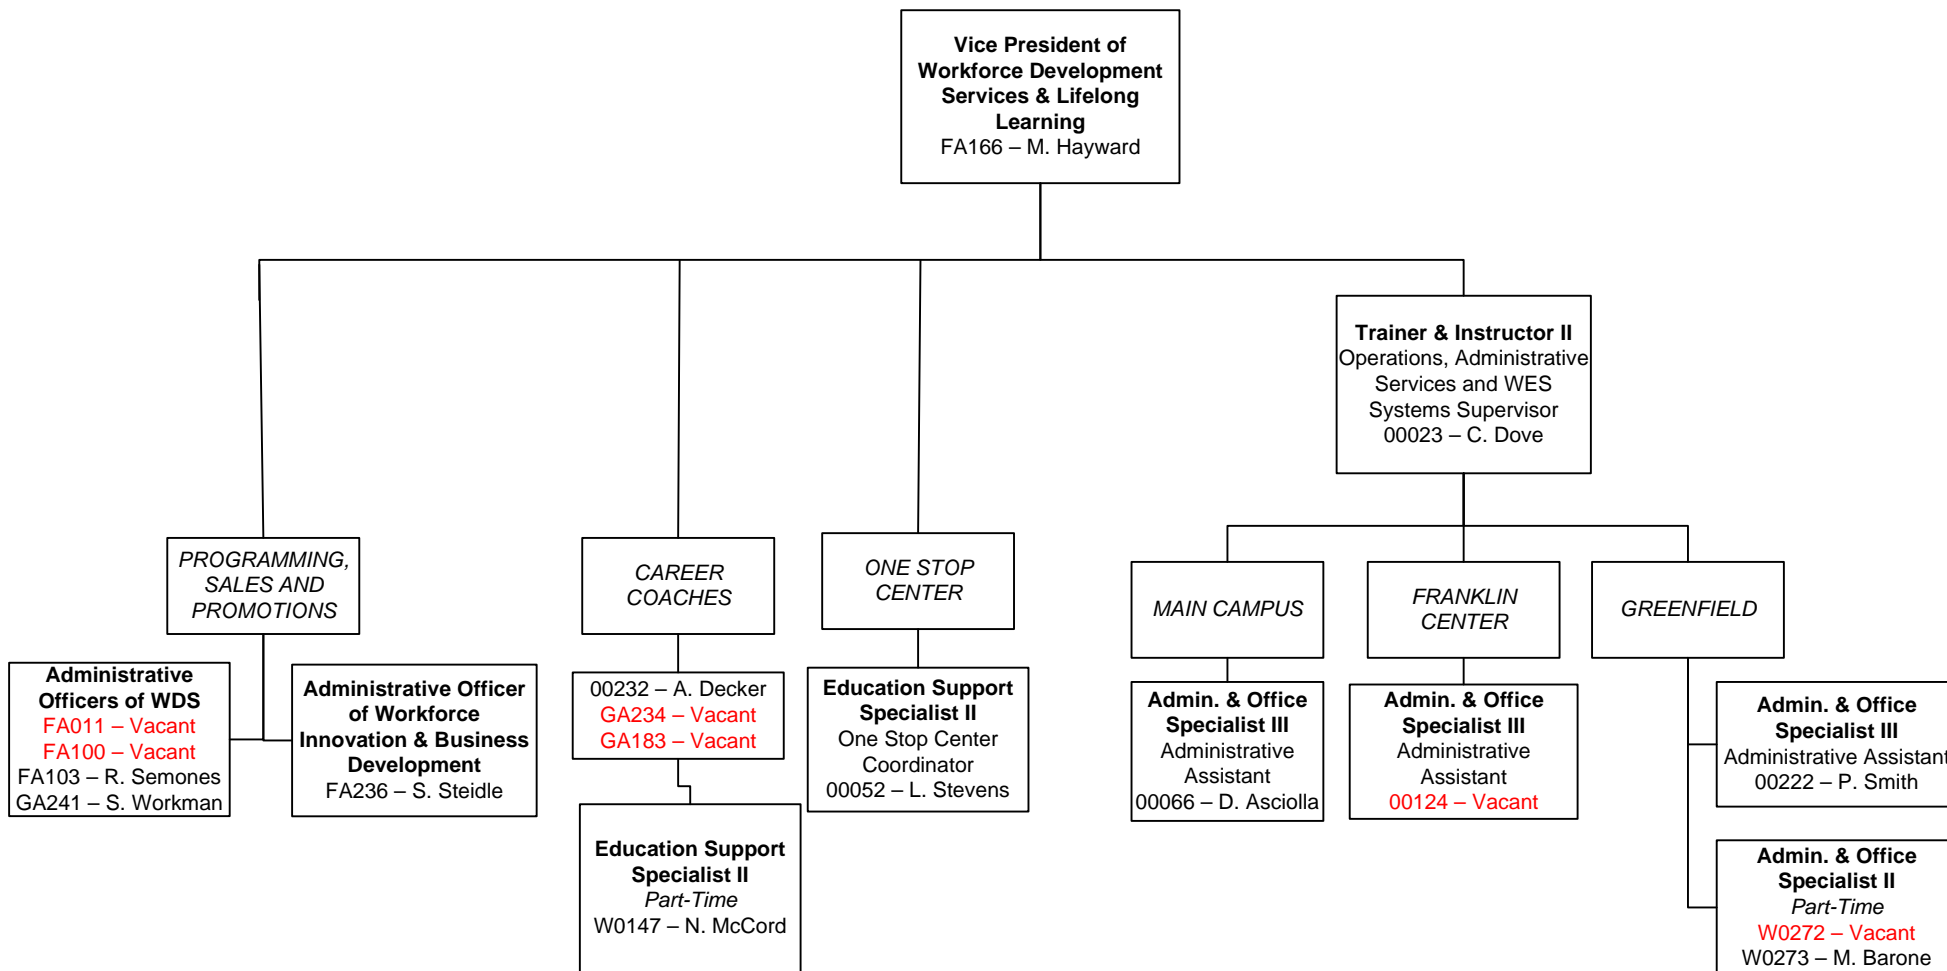 Vice President of
Workforce Development
Services & Lifelong
Learning
FA166 – M. Hayward
Trainer & Instructor II
Operations, Administrative
Services and WES
Systems Supervisor
00023 – C. Dove
PROGRAMMING,
SALES AND
PROMOTIONS
CAREER
COACHES
ONE STOP
CENTER
MAIN CAMPUS
FRANKLIN
CENTER
GREENFIELD
Administrative
Officers of WDS
FA011 – Vacant
FA100 – Vacant
FA103 – R. Semones
GA241 – S. Workman
Administrative Officer
of Workforce
Innovation & Business
Development
FA236 – S. Steidle
00232 – A. Decker
GA234 – Vacant
GA183 – Vacant
Education Support
Specialist II
Part-Time
W0147 – N. McCord
Education Support
Specialist II
One Stop Center
Coordinator
00052 – L. Stevens
Admin. & Office
Specialist III
Administrative
Assistant
00066 – D. Asciolla
Admin. & Office
Specialist III
Administrative
Assistant
00124 – Vacant
Admin. & Office
Specialist III
Administrative Assistant
00222 – P. Smith
Admin. & Office
Specialist II
Part-Time
W0272 – Vacant
W0273 – M. Barone